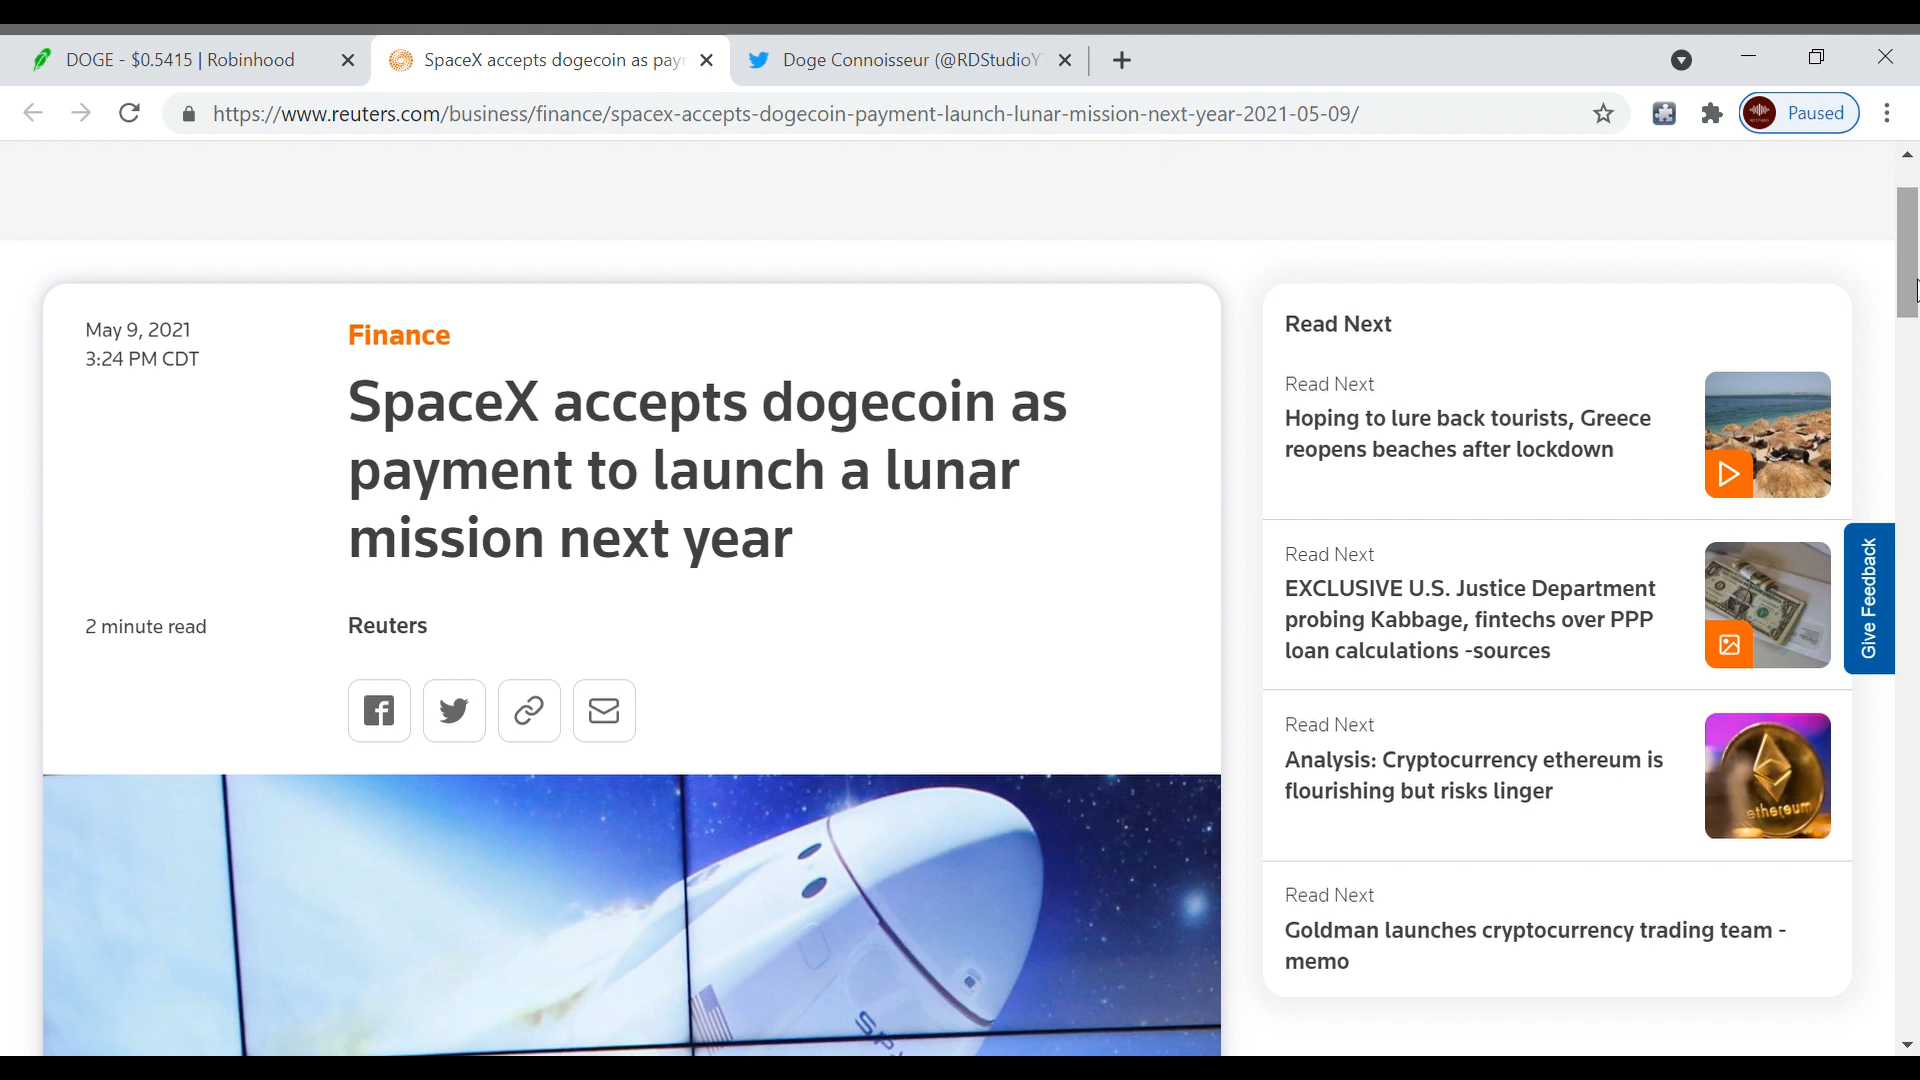 DOGE - $0.5415 | Robinhood
SpaceX accepts dogecoin as pay
Doge Connoisseur (@RDStudioY
https://www.reuters.com/business/finance/spacex-accepts-dogecoin-payment-launch-lunar-mission-next-year-2021-05-09/
Paused
May 9, 2021
3:24 PM CDT
Finance
SpaceX accepts dogecoin as
payment to launch a lunar
mission next year
2 minute read
Reuters
Read Next
Read Next
Hoping to lure back tourists, Greece
reopens beaches after lockdown
Read Next
EXCLUSIVE U.S. Justice Department
probing Kabbage, fintechs over PPP
loan calculations -sources
Read Next
Analysis: Cryptocurrency ethereum is
flourishing but risks linger
ethereum
Read Next
Goldman launches cryptocurrency trading team -
memo
Give Feedback